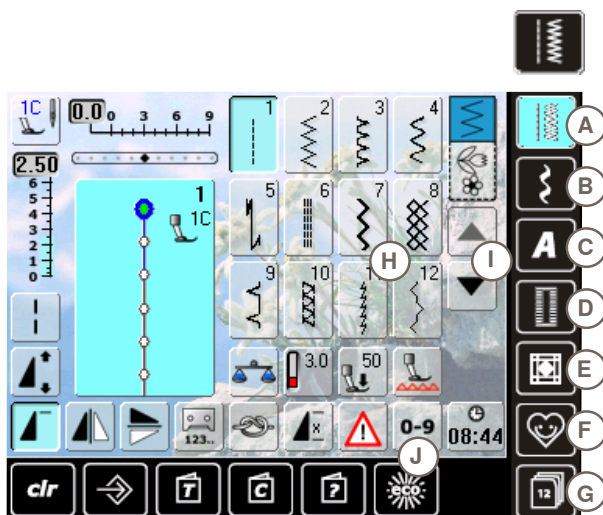 1C
0.0
0 3 6 9
2.50
6
5
4
3
2
1
0
1
1C
1 2 3 4
5 6 7 8
9 10 1 12
3.0 50
123..
x
0-9
08:44
clr T C ? eco
A
A
B
C
D
E
F
12
G
H
I
J